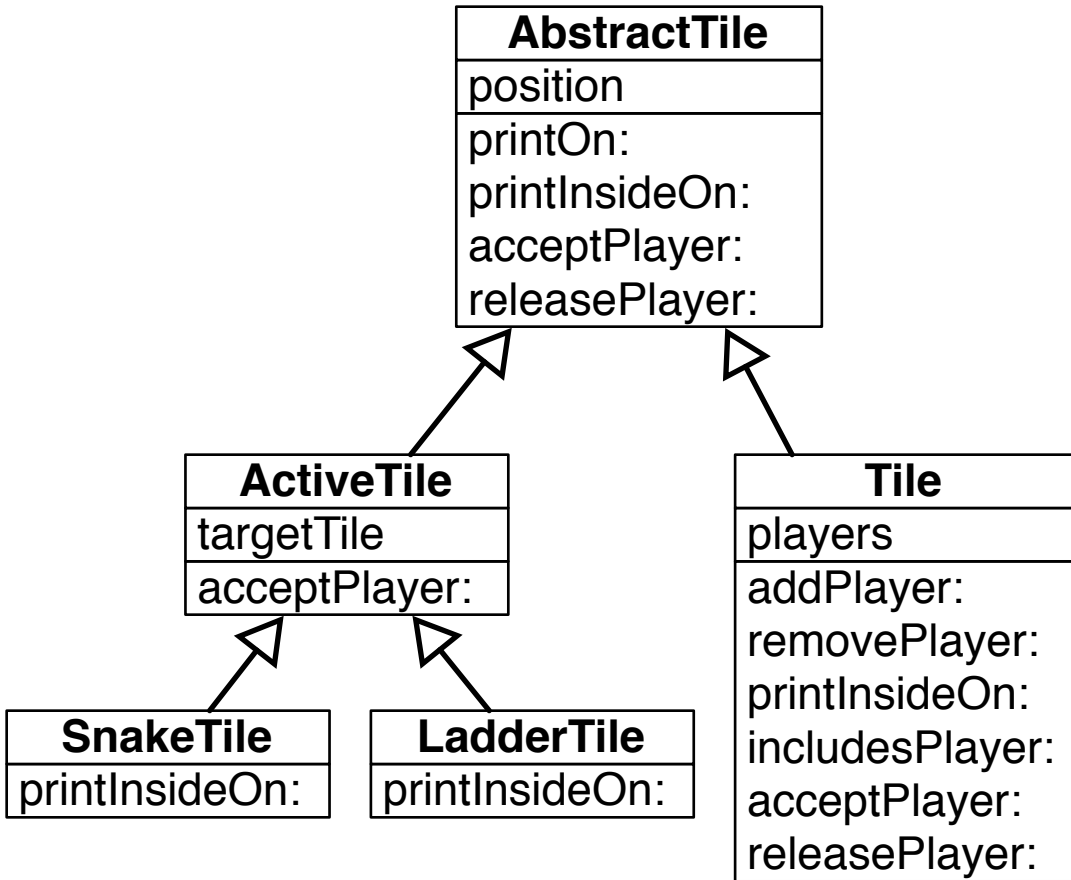 AbstractTile
position
printOn:
printInsideOn:
acceptPlayer:
releasePlayer:
ActiveTile
targetTile
acceptPlayer:
Tile
players
addPlayer:
removePlayer:
printInsideOn:
includesPlayer:
acceptPlayer:
releasePlayer:
SnakeTile
printInsideOn:
LadderTile
printInsideOn: